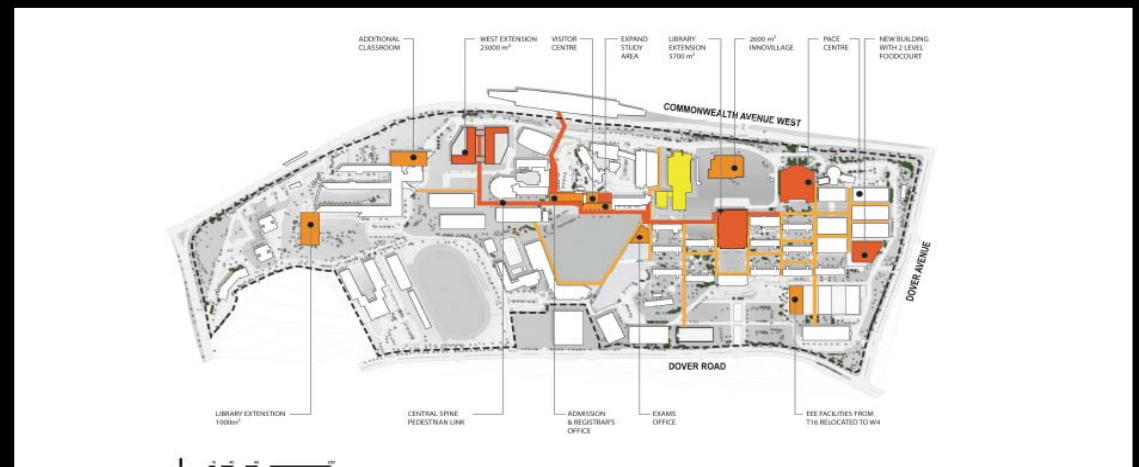 ADDITIONAL
CLASSROOM
WEST EXTENSION
23000 m²
VISITOR
CENTRE
EXPAND
STUDY
AREA
LIBRARY
EXTENSION
5700 m²
2600 m²
INNOVILLAGE
PACE
CENTRE
NEW BUILDING
WITH 2 LEVEL
FOODCOURT
COMMONWEALTH AVENUE WEST
DOVER AVENUE
DOVER ROAD
LIBRARY EXTENSTION
1000m²
CENTRAL SPINE
PEDESTRIAN LINK
ADMISSION
& REGISTRAR'S
OFFICE
EXAMS
OFFICE
EEE FACILITIES FROM
T16 RELOCATED TO W4